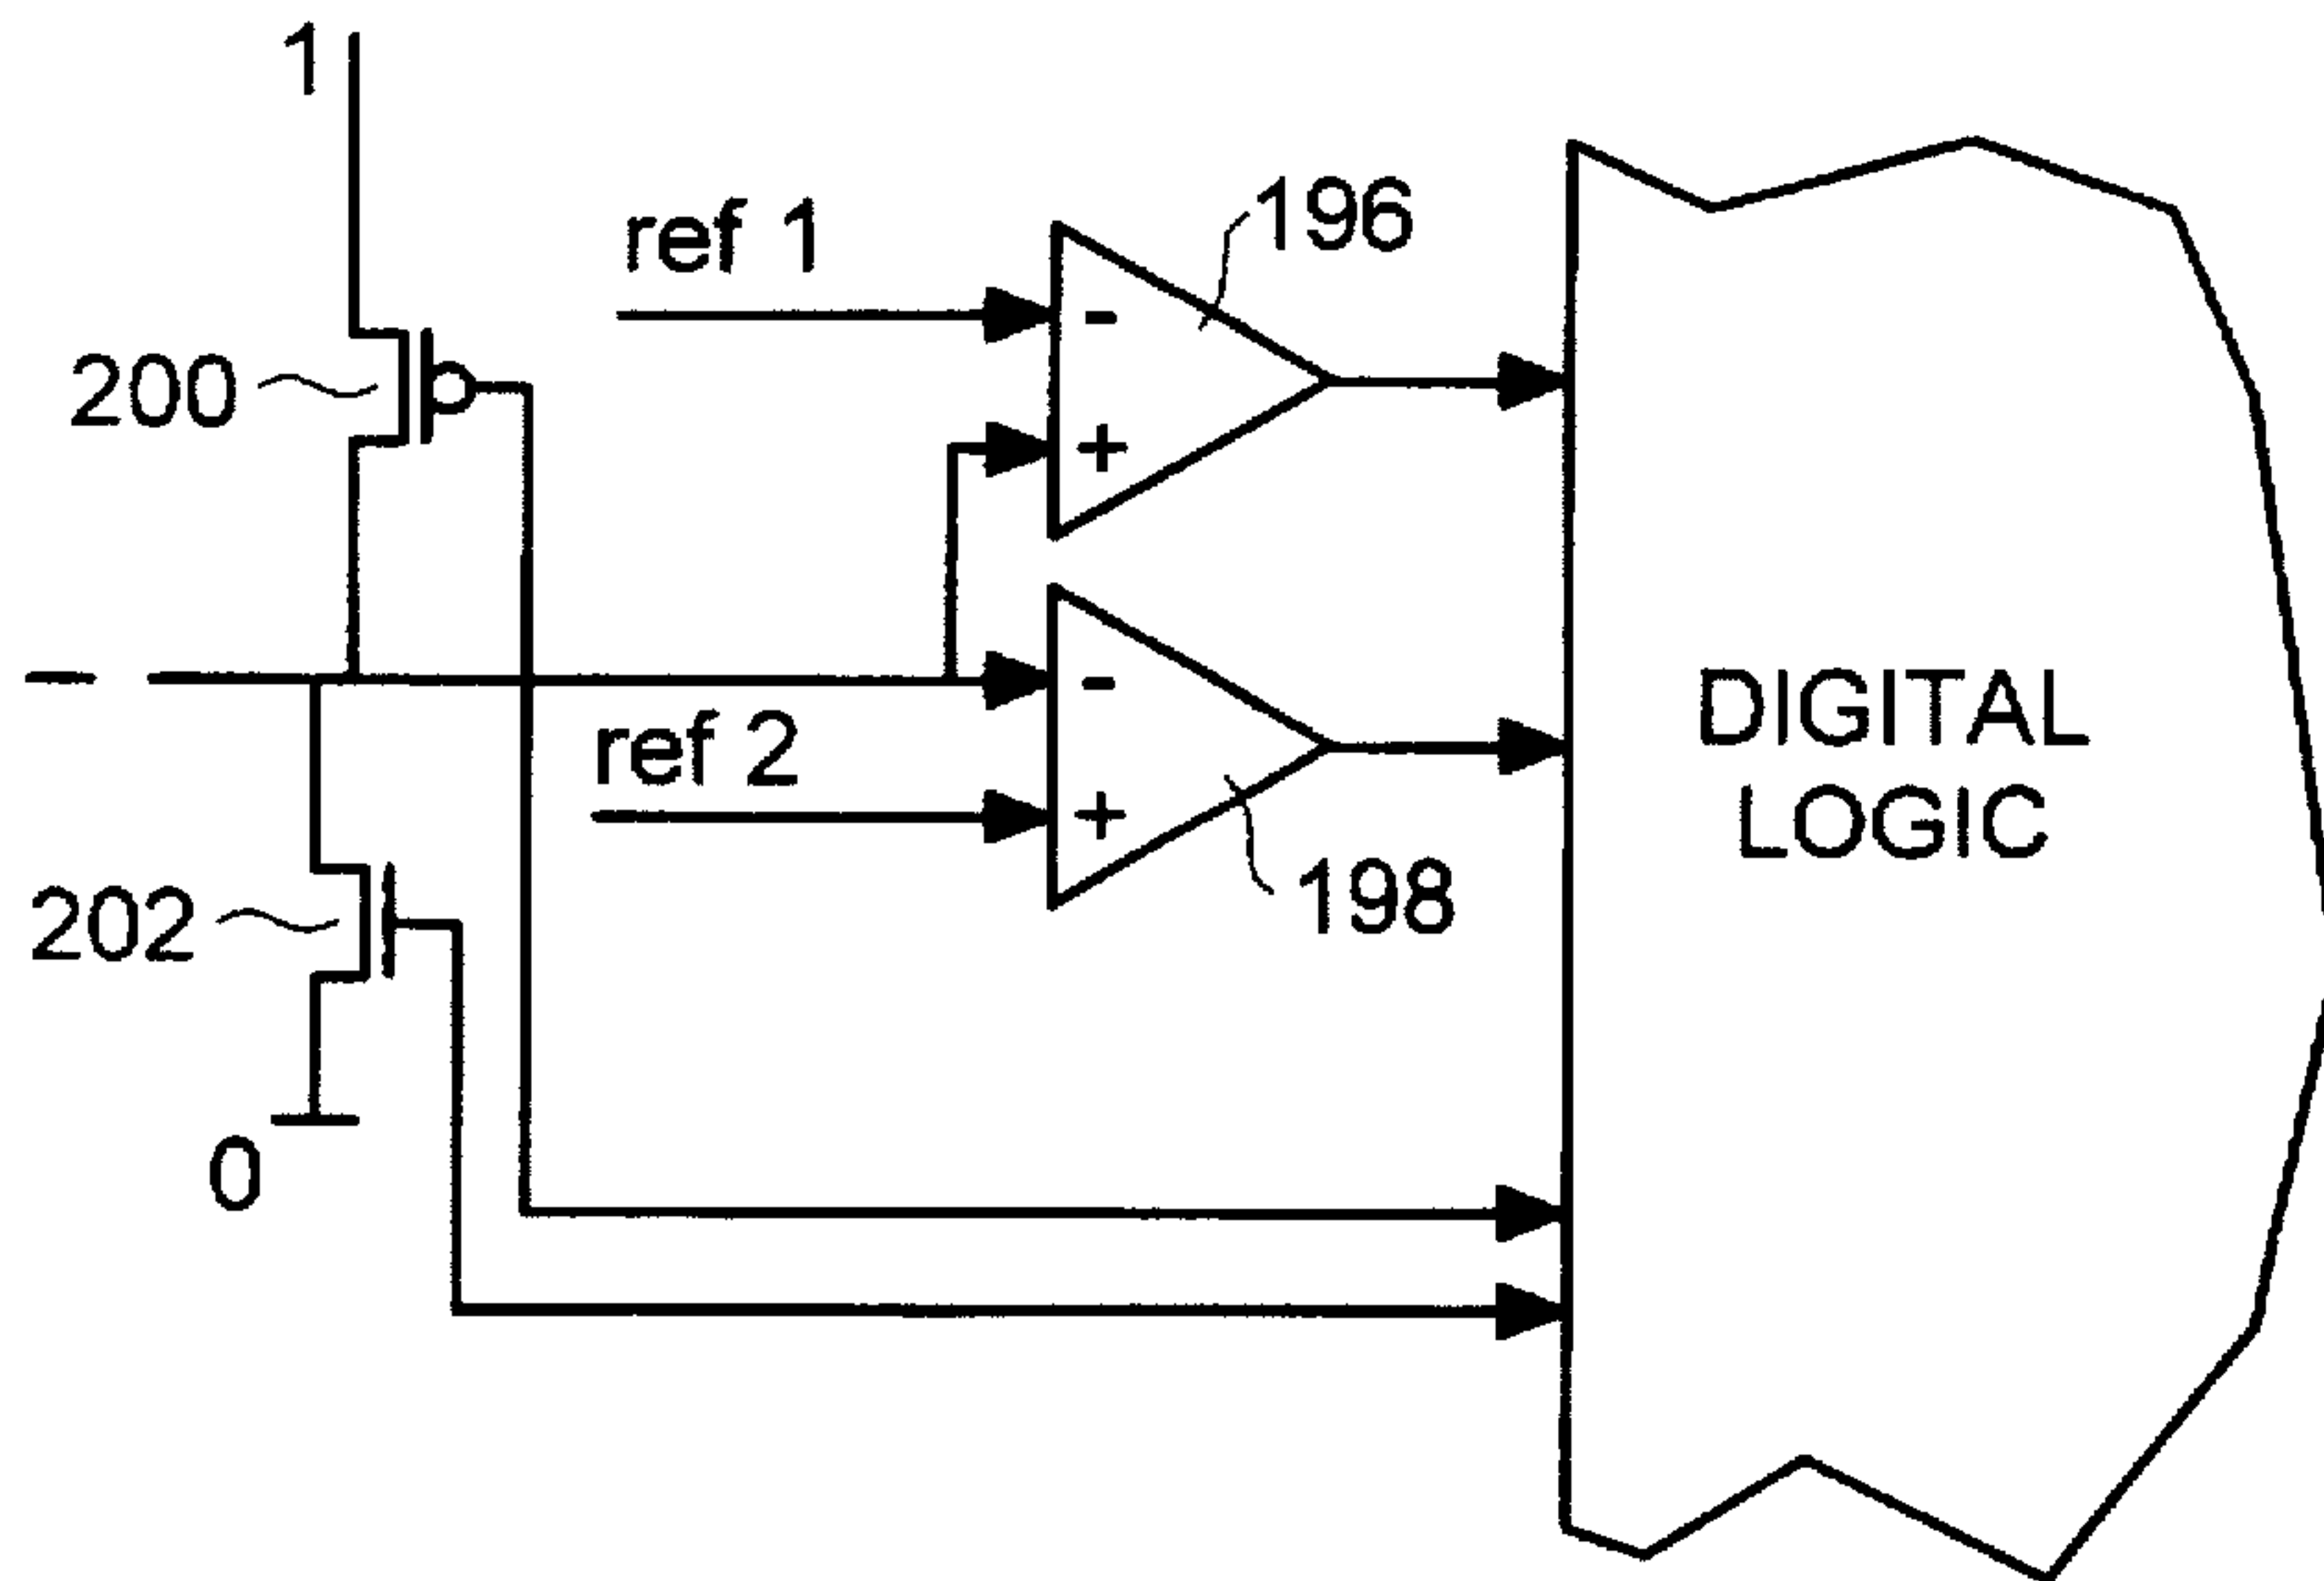 1
ref 1
196
200
-
+
-
ref 2
+
198
202
0
DIGITAL
LOGIC